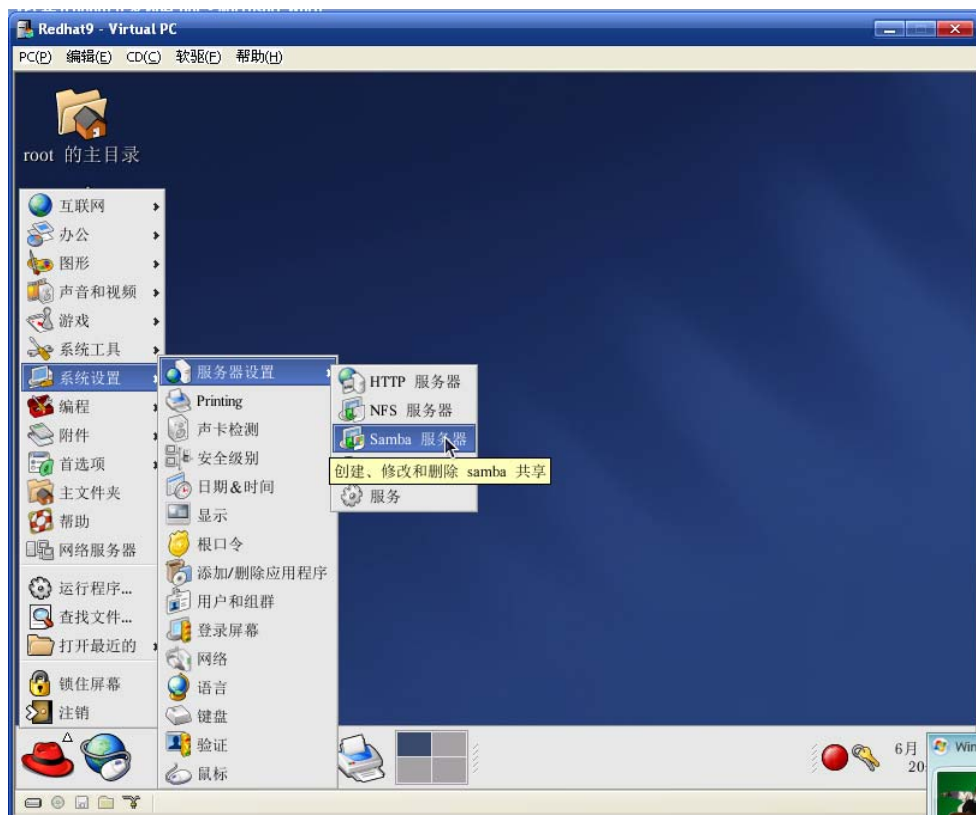 Redhat9 - Virtual PC
PC(P) 编辑(E) CD(C) 软驱(F) 帮助(H)
root 的主目录
互联网
办公
图形
声音和视频
游戏
系统工具
系统设置
编程
附件
首选项
主文件夹
帮助
网络服务器
运行程序...
查找文件...
打开最近的
锁住屏幕
注销
服务器设置
Printing
声卡检测
安全级别
日期&时间
显示
根口令
添加/删除应用程序
用户和组群
登录屏幕
网络
语言
键盘
验证
鼠标
HTTP 服务器
NFS 服务器
Samba 服务器
创建、修改和删除 samba 共享
服务
6月
20
Win